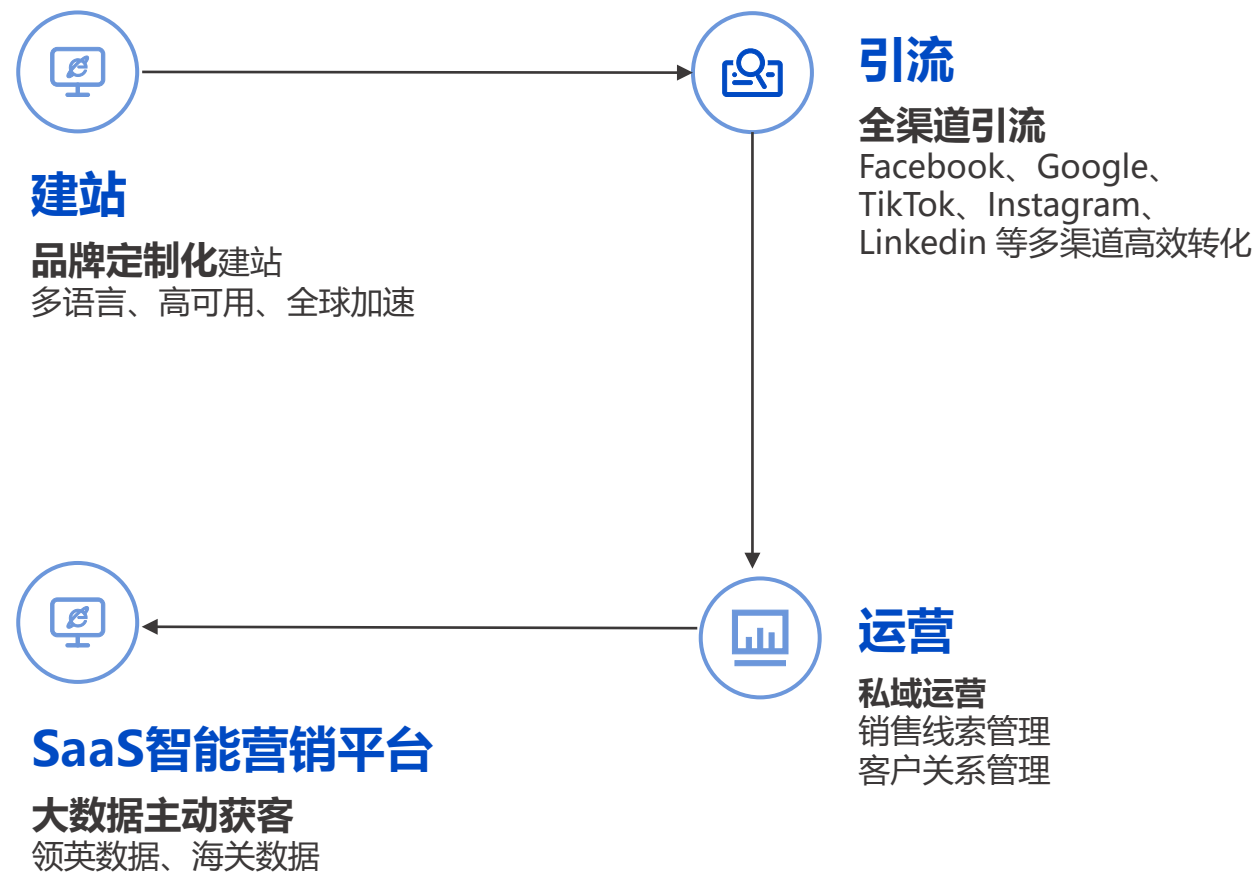 建站
品牌定制化建站
多语言、高可用、全球加速
引流
全渠道引流
Facebook、Google、
TikTok、Instagram、
Linkedin 等多渠道高效转化
运营
私域运营
销售线索管理
客户关系管理
SaaS智能营销平台
大数据主动获客
领英数据、海关数据